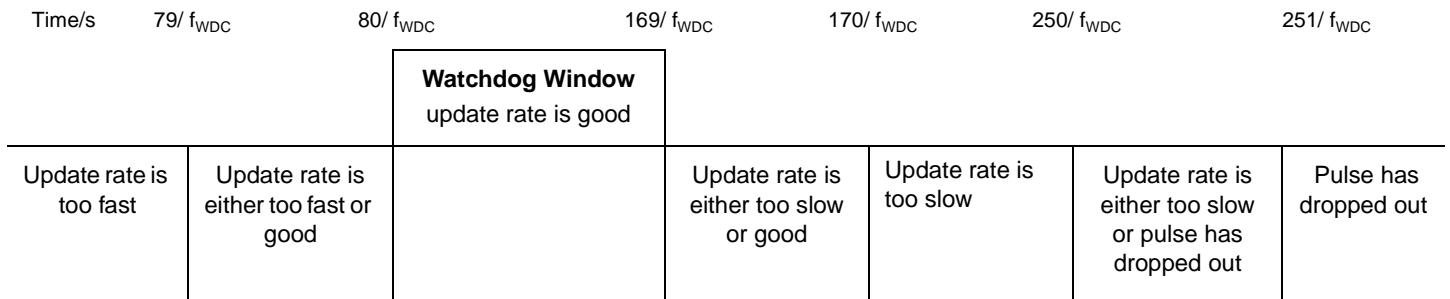 Time/s 79/ fWDC 80/ fWDC 169/ fWDC 170/ fWDC 250/ fWDC 251/ fWDC
Watchdog Window
update rate is good
Update rate is
too fast
Update rate is
either too fast or
good
Update rate is
either too slow
or good
Update rate is
too slow
Update rate is
either too slow
or pulse has
dropped out
Pulse has
dropped out